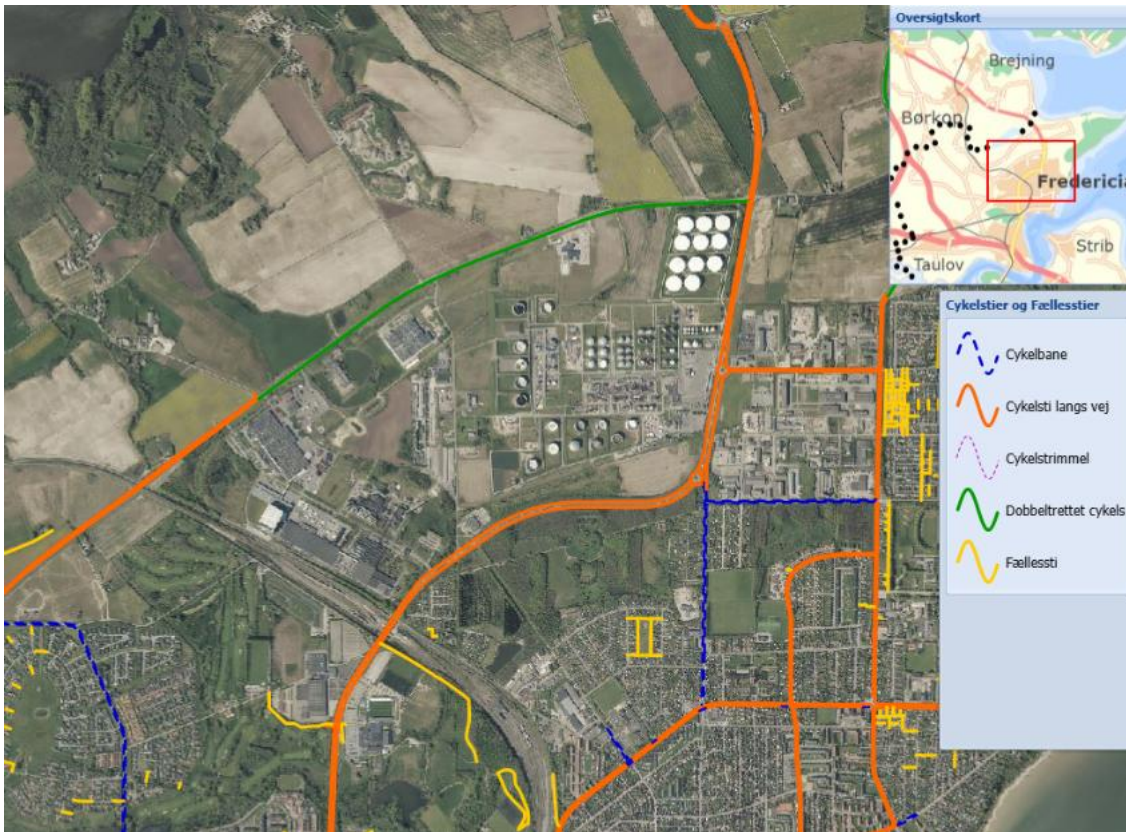 Oversigtskort
Brejning
Børkop
Fredericia
Strib
Taulov
Cykelstier og Fællesstier
Cykelbane
Cykelsti langs vej
Cykelstrimmel
Dobbeltrettet cykels
Fællessti